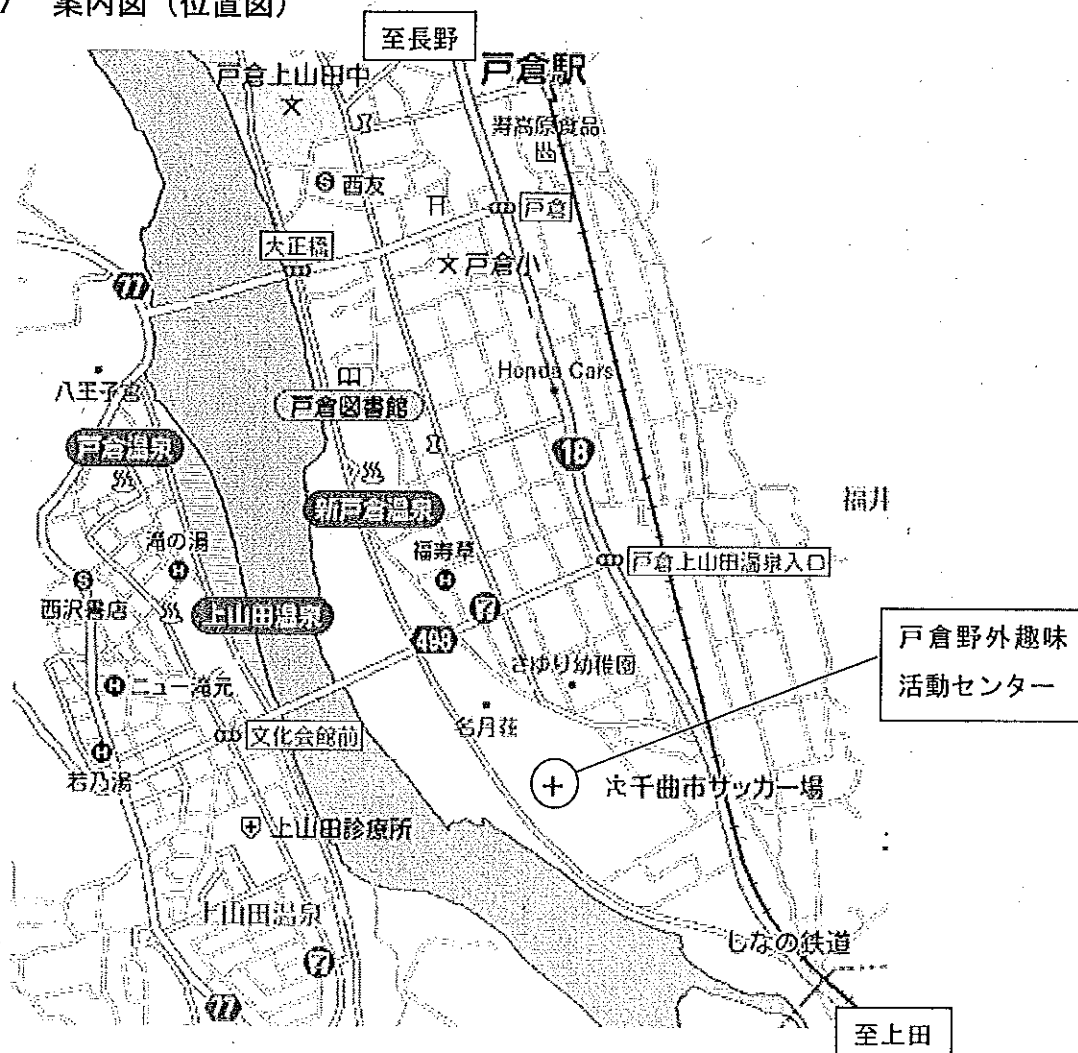 7 案内図（位置図）
至長野
戸倉駅
戸倉上山田中
寿高原食品
西友
戸倉
大正橋
戸倉小
77
Honda Cars
八王子宮
戸倉図書館
戸倉温泉
18
新戸倉温泉
福井
滝の湯
福寿草
戸倉上山田温泉入口
西沢書店
上山田温泉
498
戸倉野外趣味
活動センター
さゆり幼稚園
ニュー滝元
名月荘
文化会館前
若乃湯
千曲市サッカー場
上山田診療所
上山田温泉
しなの鉄道
77
至上田